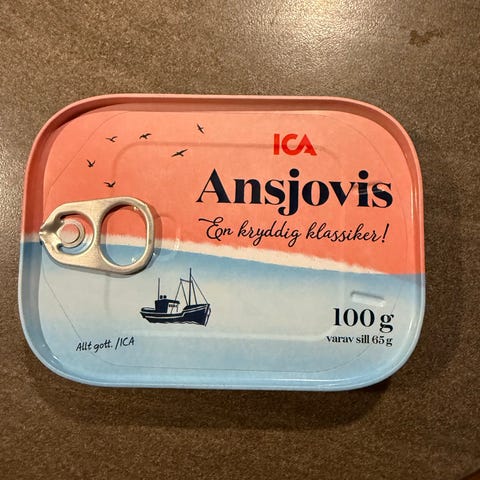 ICA
Ansjovis
En kryddig klassiker!
100 g
varav sill 65 g
Allt gott. /ICA